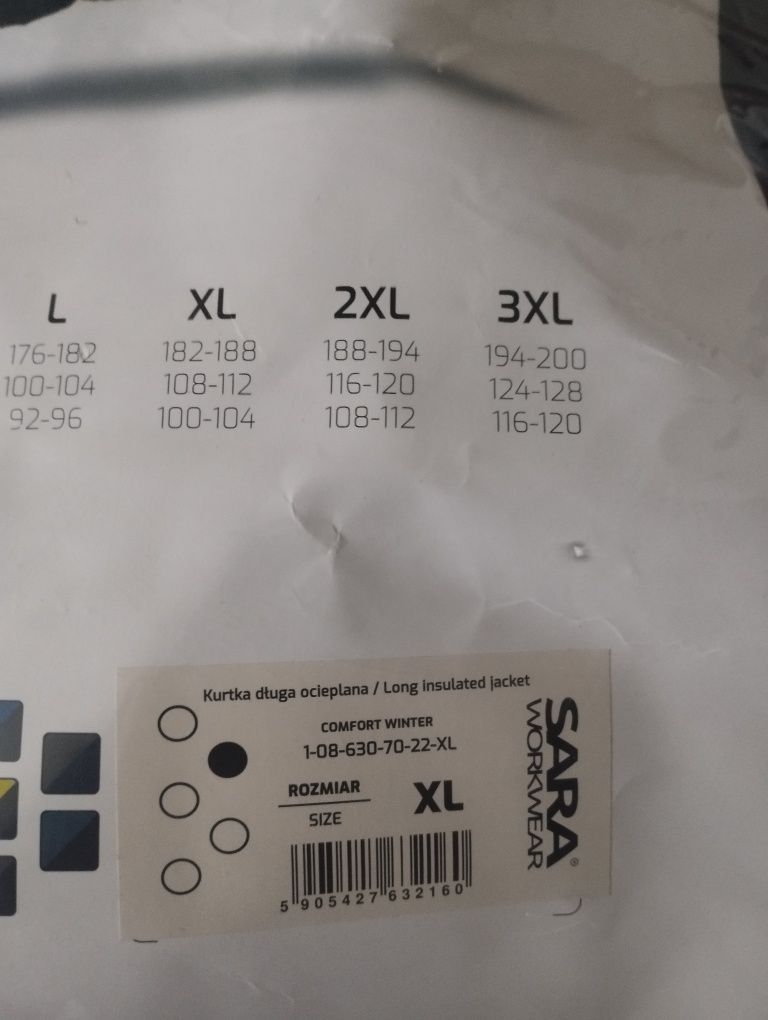 L XL 2XL 3XL
176-182 182-188 188-194 194-200
100-104 108-112 116-120 124-128
92-96 100-104 108-112 116-120
Kurtka długa ocieplana / Long insulated jacket
COMFORT WINTER
1-08-630-70-22-XL
ROZMIAR
SIZE
XL
5 905427 632160
SARA®
WORKWEAR